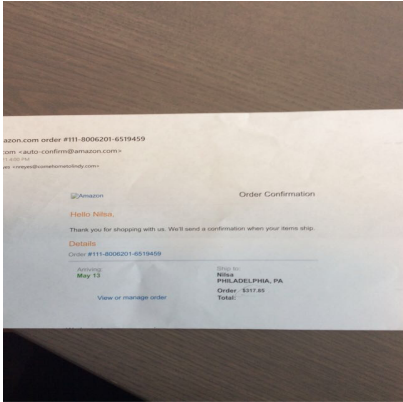 azon.com order #111-8006201-6519459
com <auto-confirm@amazon.com>
PM
Amazon
Order Confirmation
Hello Nilsa,
Thank you for shopping with us. We'll send a confirmation when your items ship.
Details
Order #111-8006201-6519459
Arriving
May 13
Ship to:
Nilsa
PHILADELPHIA, PA
Order $317.85
Total:
View or manage order